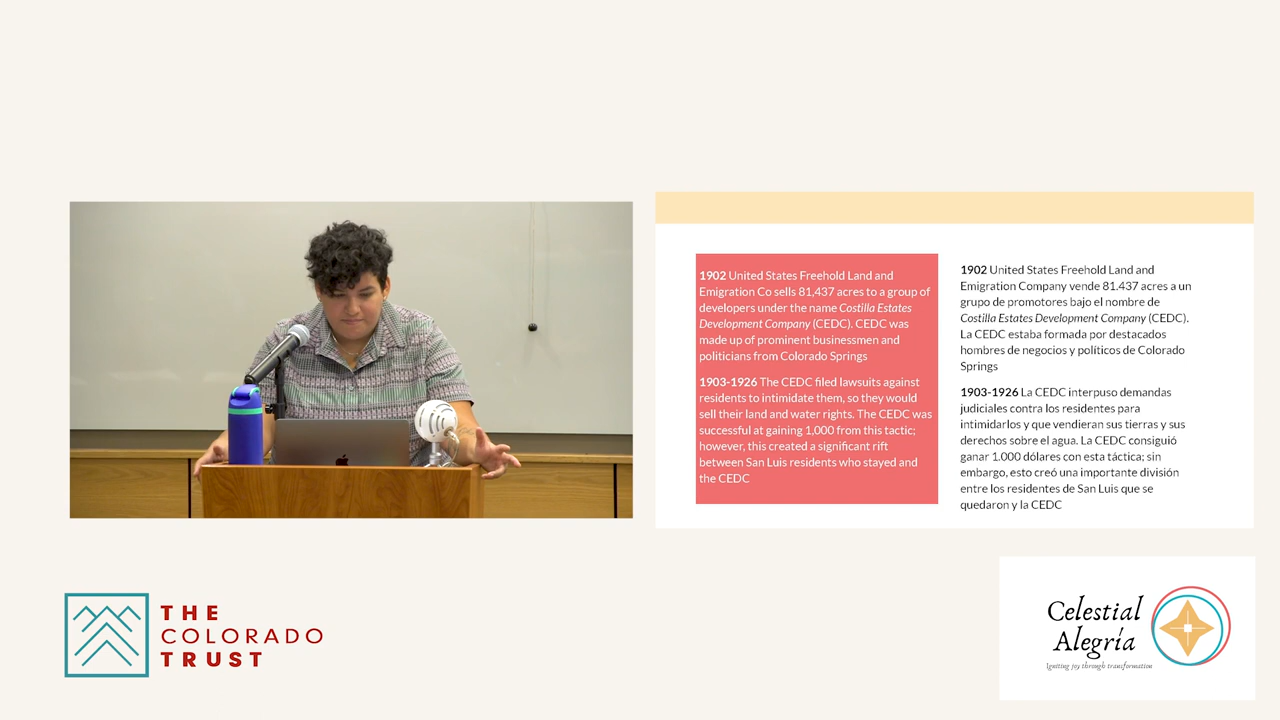 1902 United States Freehold Land and
Emigration Co sells 81,437 acres to a group of
developers under the name Costilla Estates
Development Company (CEDC). CEDC was
made up of prominent businessmen and
politicians from Colorado Springs
1903-1926 The CEDC filed lawsuits against
residents to intimidate them, so they would
sell their land and water rights. The CEDC was
successful at gaining 1,000 from this tactic;
however, this created a significant rift
between San Luis residents who stayed and
the CEDC
1902 United States Freehold Land and
Emigration Company vende 81.437 acres a un
grupo de promotores bajo el nombre de
Costilla Estates Development Company (CEDC).
La CEDC estaba formada por destacados
hombres de negocios y políticos de Colorado
Springs
1903-1926 La CEDC interpuso demandas
judiciales contra los residentes para
intimidarlos y que vendieran sus tierras y sus
derechos sobre el agua. La CEDC consiguió
ganar 1.000 dólares con esta táctica; sin
embargo, esto creó una importante división
entre los residentes de San Luis que se
quedaron y la CEDC
THE
COLORADO
TRUST
Celestial
Alegría
Igniting joy through transformation